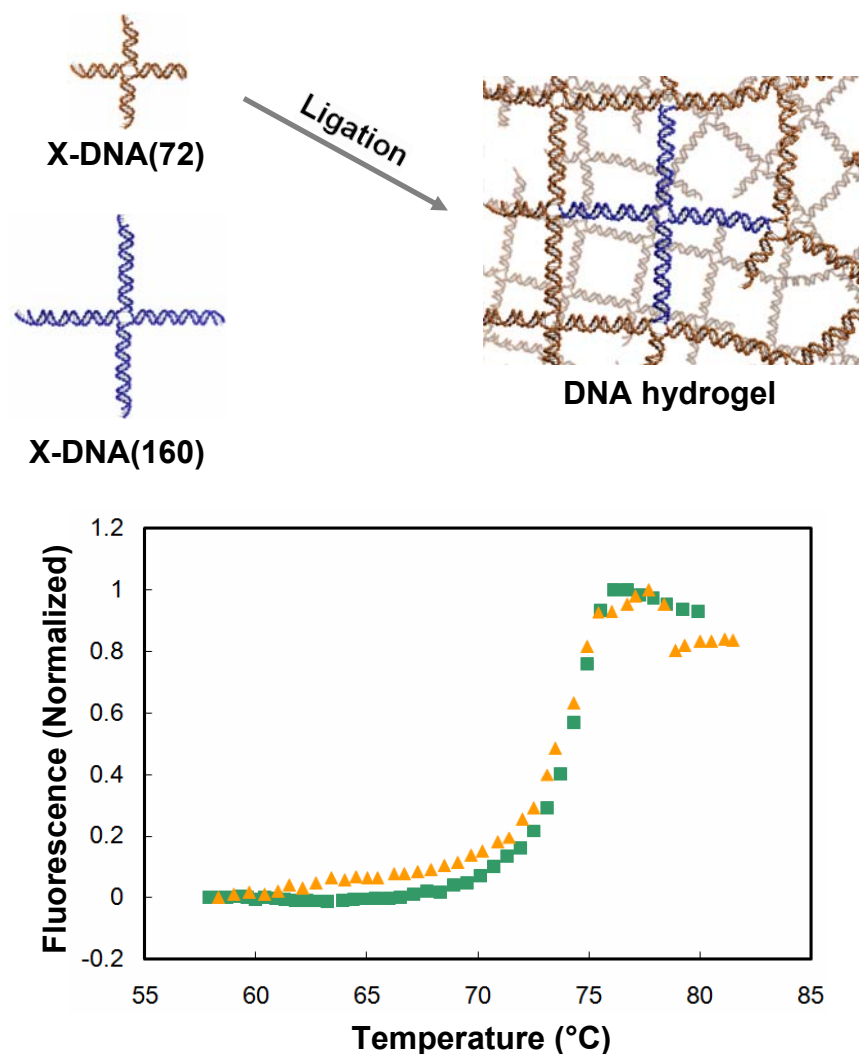 X-DNA(72)
Ligation
X-DNA(160)
DNA hydrogel
1.2
1
0.8
0.6
0.4
0.2
0
-0.2
Fluorescence (Normalized)
55 60 65 70 75 80 85
Temperature (°C)